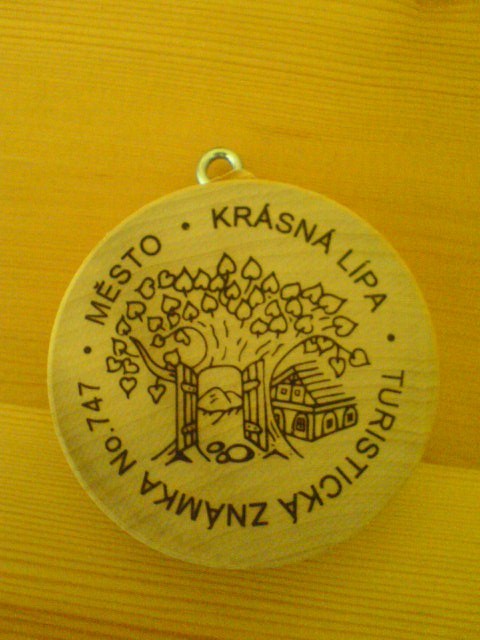 MĚSTO • KRÁSNÁ LÍPA •
TURISTICKÁ ZNÁMKA No.747 •